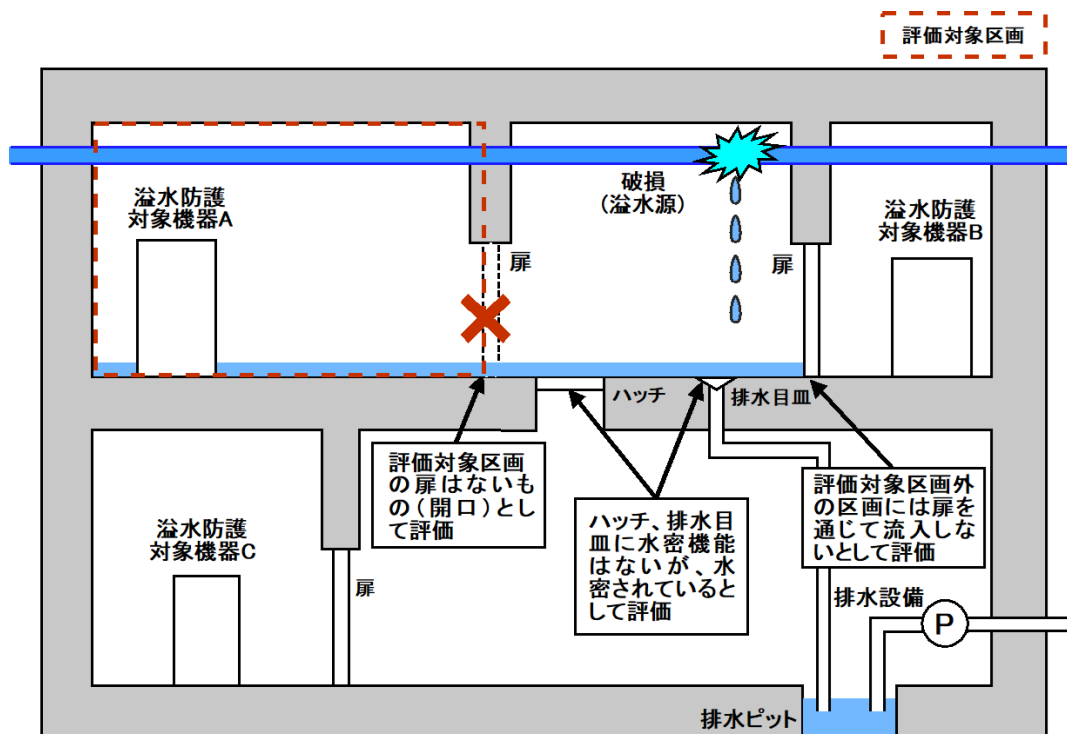 評価対象区画
溢水防護
対象機器A
破損
(溢水源)
溢水防護
対象機器B
扉
扉
ハッチ
排水目皿
評価対象区画
の扉はないも
の(開口)とし
て評価
ハッチ、排水目
皿に水密機能
はないが、水
密されていると
して評価
評価対象区画外
の区画には扉を
通じて流入しな
いとして評価
溢水防護
対象機器C
扉
排水設備
P
排水ピット